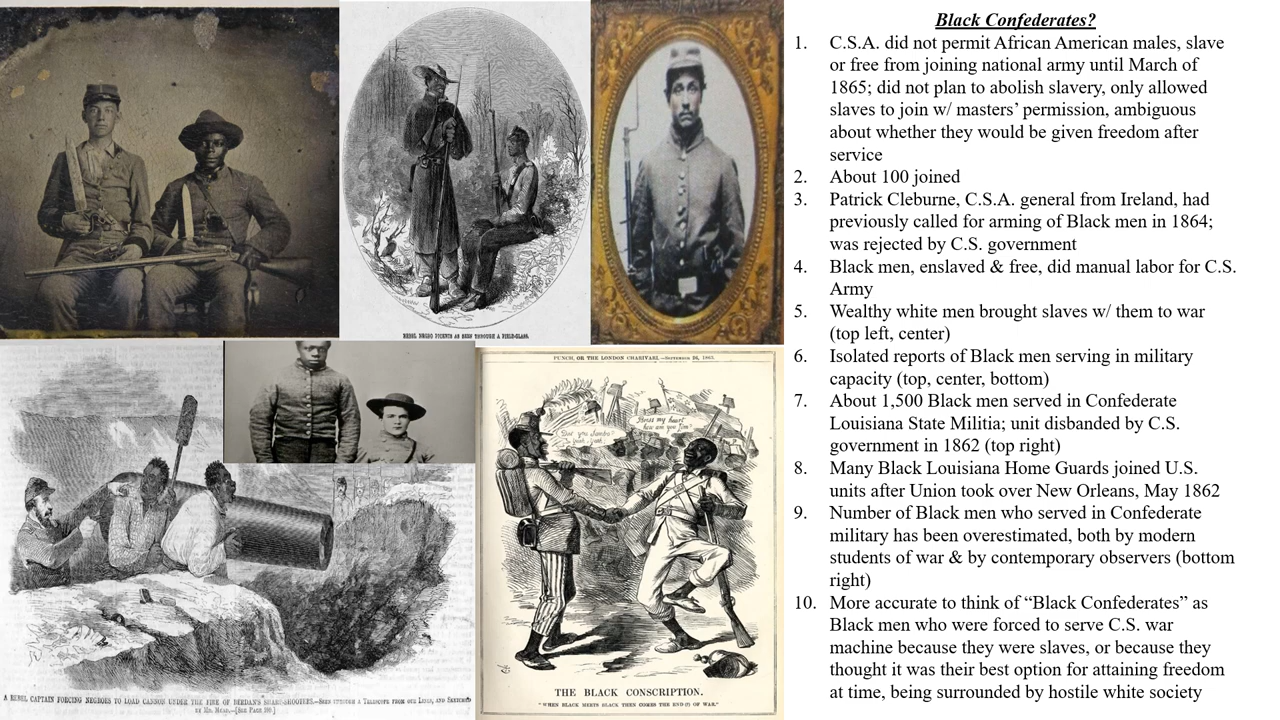 Black Confederates?
1. C.S.A. did not permit African American males, slave
or free from joining national army until March of
1865; did not plan to abolish slavery, only allowed
slaves to join w/ masters’ permission, ambiguous
about whether they would be given freedom after
service
2. About 100 joined
3. Patrick Cleburne, C.S.A. general from Ireland, had
previously called for arming of Black men in 1864;
was rejected by C.S. government
4. Black men, enslaved & free, did manual labor for C.S.
Army
5. Wealthy white men brought slaves w/ them to war
(top left, center)
6. Isolated reports of Black men serving in military
capacity (top, center, bottom)
7. About 1,500 Black men served in Confederate
Louisiana State Militia; unit disbanded by C.S.
government in 1862 (top right)
8. Many Black Louisiana Home Guards joined U.S.
units after Union took over New Orleans, May 1862
9. Number of Black men who served in Confederate
military has been overestimated, both by modern
students of war & by contemporary observers (bottom
right)
10. More accurate to think of “Black Confederates” as
Black men who were forced to serve C.S. war
machine because they were slaves, or because they
thought it was their best option for attaining freedom
at time, being surrounded by hostile white society
REBEL NEGRO PICKETS AS SEEN THROUGH A FIELD-GLASS.
PUNCH, OR THE LONDON CHARIVARI.—September 26, 1863.
Bress my heart
how am you Jim?
THE BLACK CONSCRIPTION.
"WHEN BLACK MEETS BLACK THEN COMES THE END (?) OF WAR."
A REBEL CAPTAIN FORCING NEGROES TO LOAD CANNON UNDER THE FIRE OF BERDAN'S SHARP-SHOOTERS.—Seen through a Telescope from our Lines, and Sketched
by Mr. Mead.—[See Page